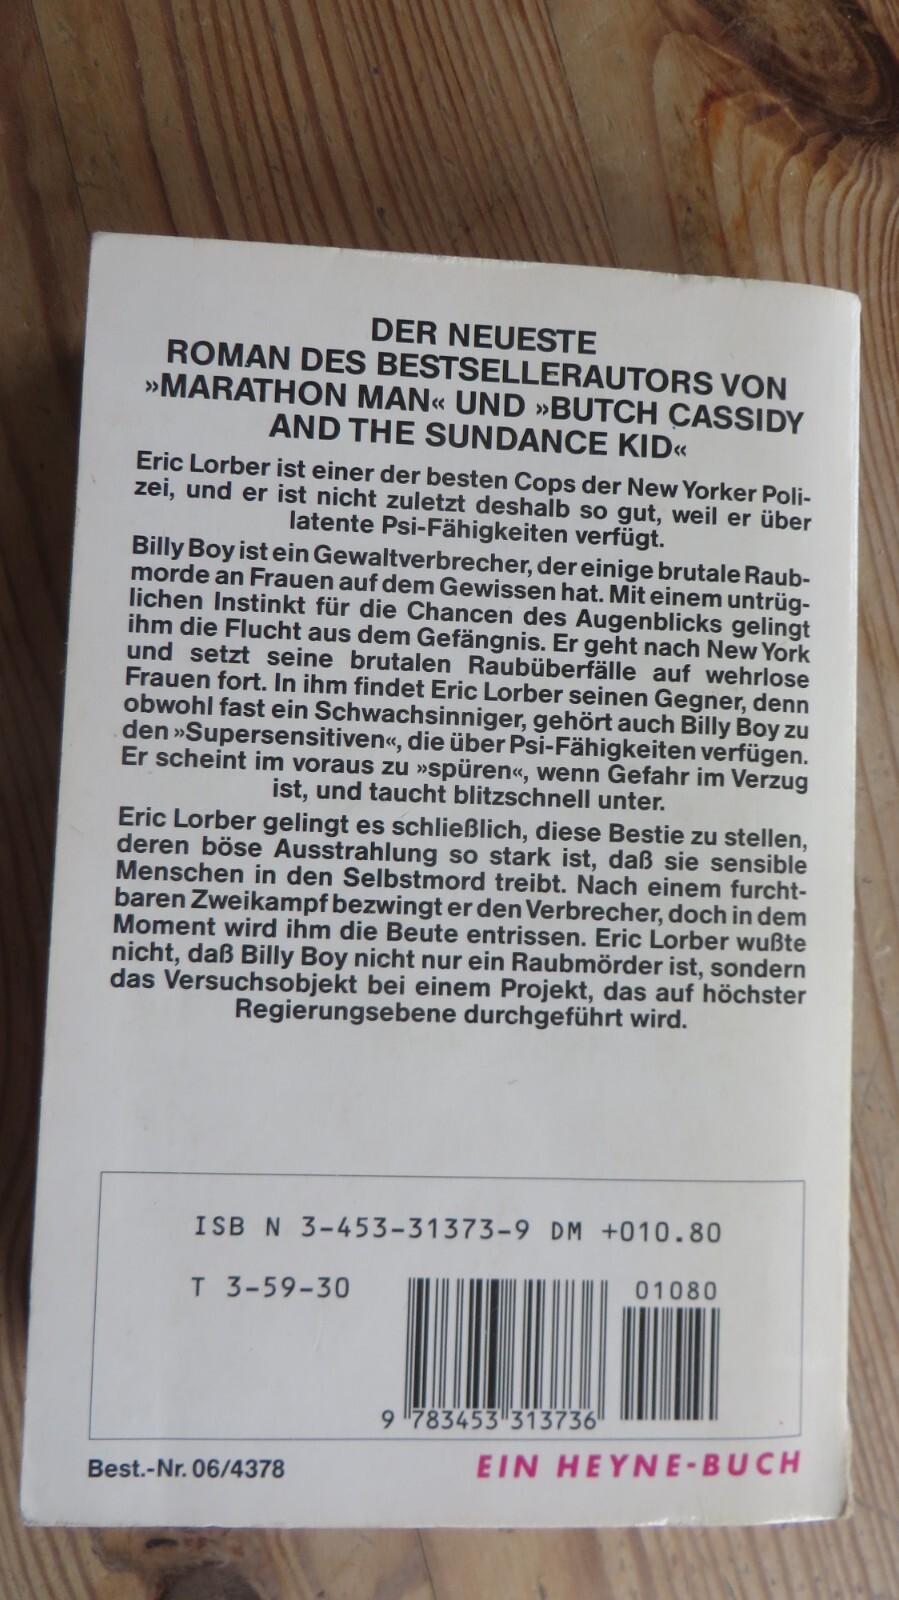 DER NEUESTE
ROMAN DES BESTSELLERAUTORS VON
»MARATHON MAN« UND »BUTCH CASSIDY
AND THE SUNDANCE KID«
Eric Lorber ist einer der besten Cops der New Yorker Poli-
zei, und er ist nicht zuletzt deshalb so gut, weil er über
latente Psi-Fähigkeiten verfügt.
Billy Boy ist ein Gewaltverbrecher, der einige brutale Raub-
morde an Frauen auf dem Gewissen hat. Mit einem untrüg-
lichen Instinkt für die Chancen des Augenblicks gelingt
ihm die Flucht aus dem Gefängnis. Er geht nach New York
und setzt seine brutalen Raubüberfälle auf wehrlose
Frauen fort. In ihm findet Eric Lorber seinen Gegner, denn
obwohl fast ein Schwachsinniger, gehört auch Billy Boy zu
den »Supersensitiven«, die über Psi-Fähigkeiten verfügen.
Er scheint im voraus zu »spüren«, wenn Gefahr im Verzug
ist, und taucht blitzschnell unter.
Eric Lorber gelingt es schließlich, diese Bestie zu stellen,
deren böse Ausstrahlung so stark ist, daß sie sensible
Menschen in den Selbstmord treibt. Nach einem furcht-
baren Zweikampf bezwingt er den Verbrecher, doch in dem
Moment wird ihm die Beute entrissen. Eric Lorber wußte
nicht, daß Billy Boy nicht nur ein Raubmörder ist, sondern
das Versuchsobjekt bei einem Projekt, das auf höchster
Regierungsebene durchgeführt wird.
ISB N 3-453-31373-9 DM +010.80
T 3-59-30
01080
9 783453 313736
Best.-Nr. 06/4378
EIN HEYNE-BUCH